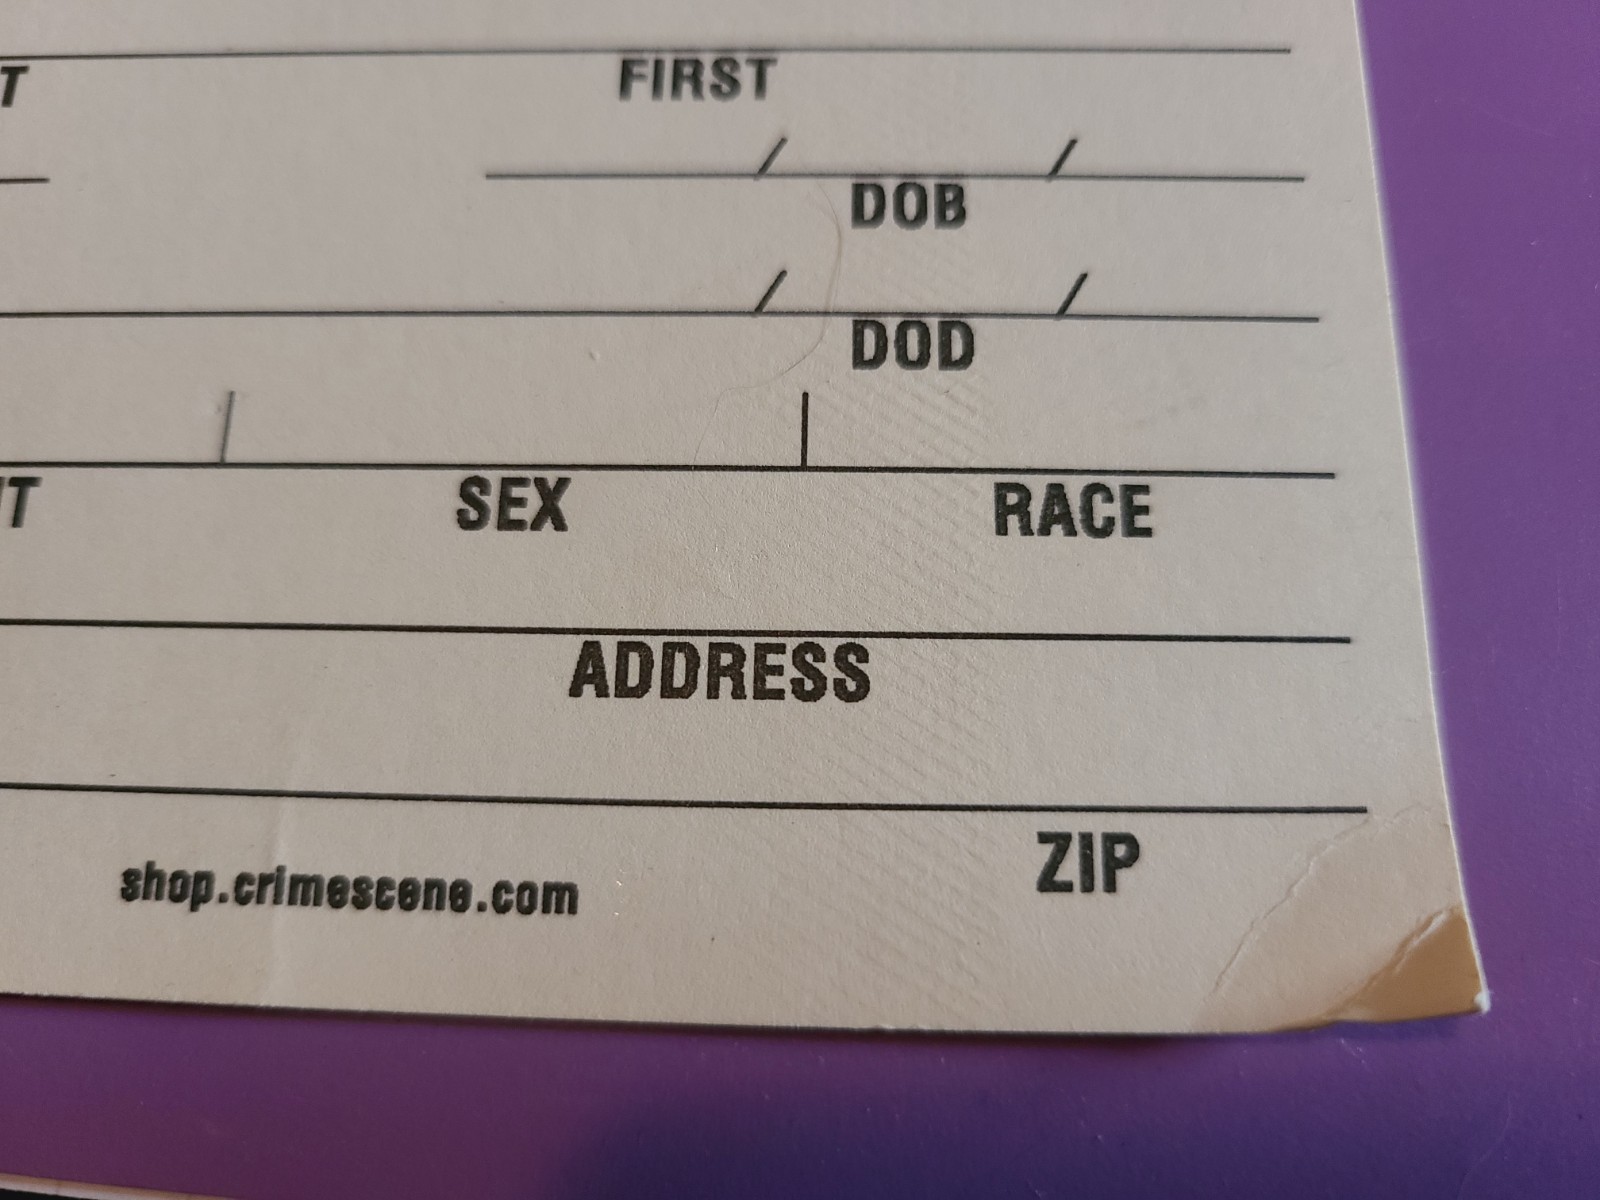 T FIRST
DOB
DOD
T SEX RACE
ADDRESS
ZIP
shop.crimescene.com